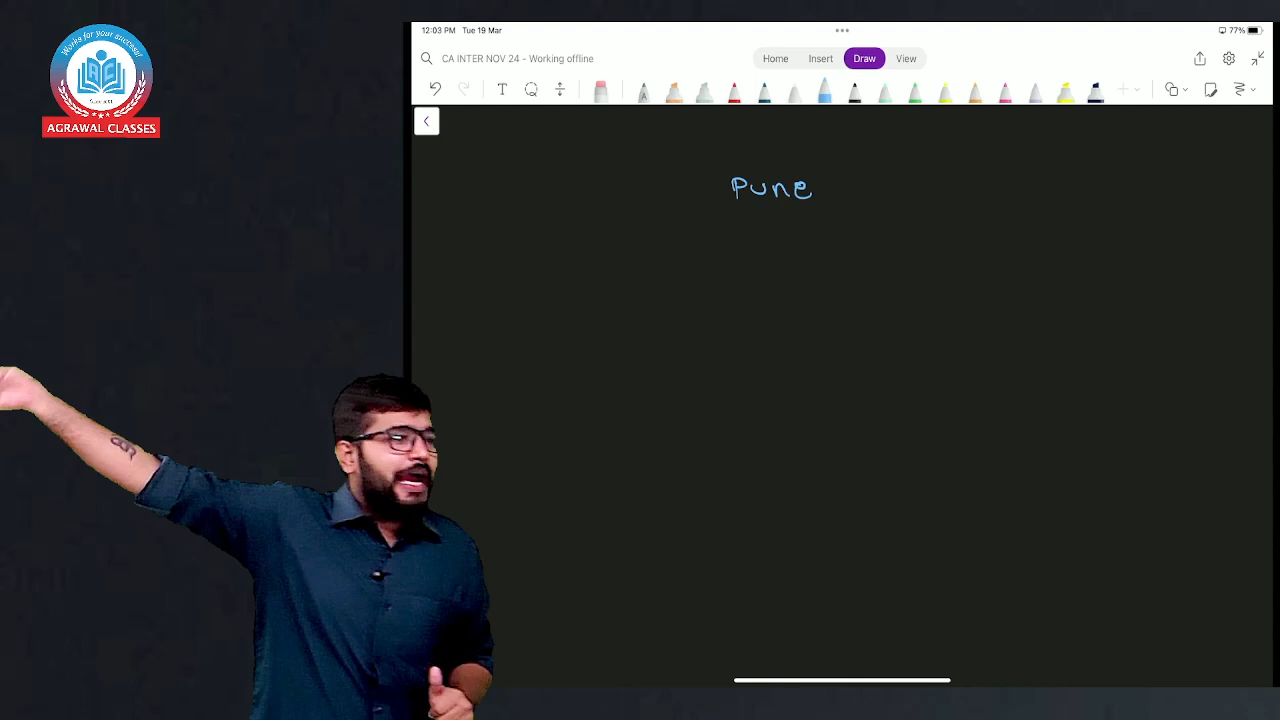 Works for your success!
AC
AGRAWAL CLASSES
12:03 PM Tue 19 Mar
77%
CA INTER NOV 24 - Working offline
Home Insert Draw View
Pune